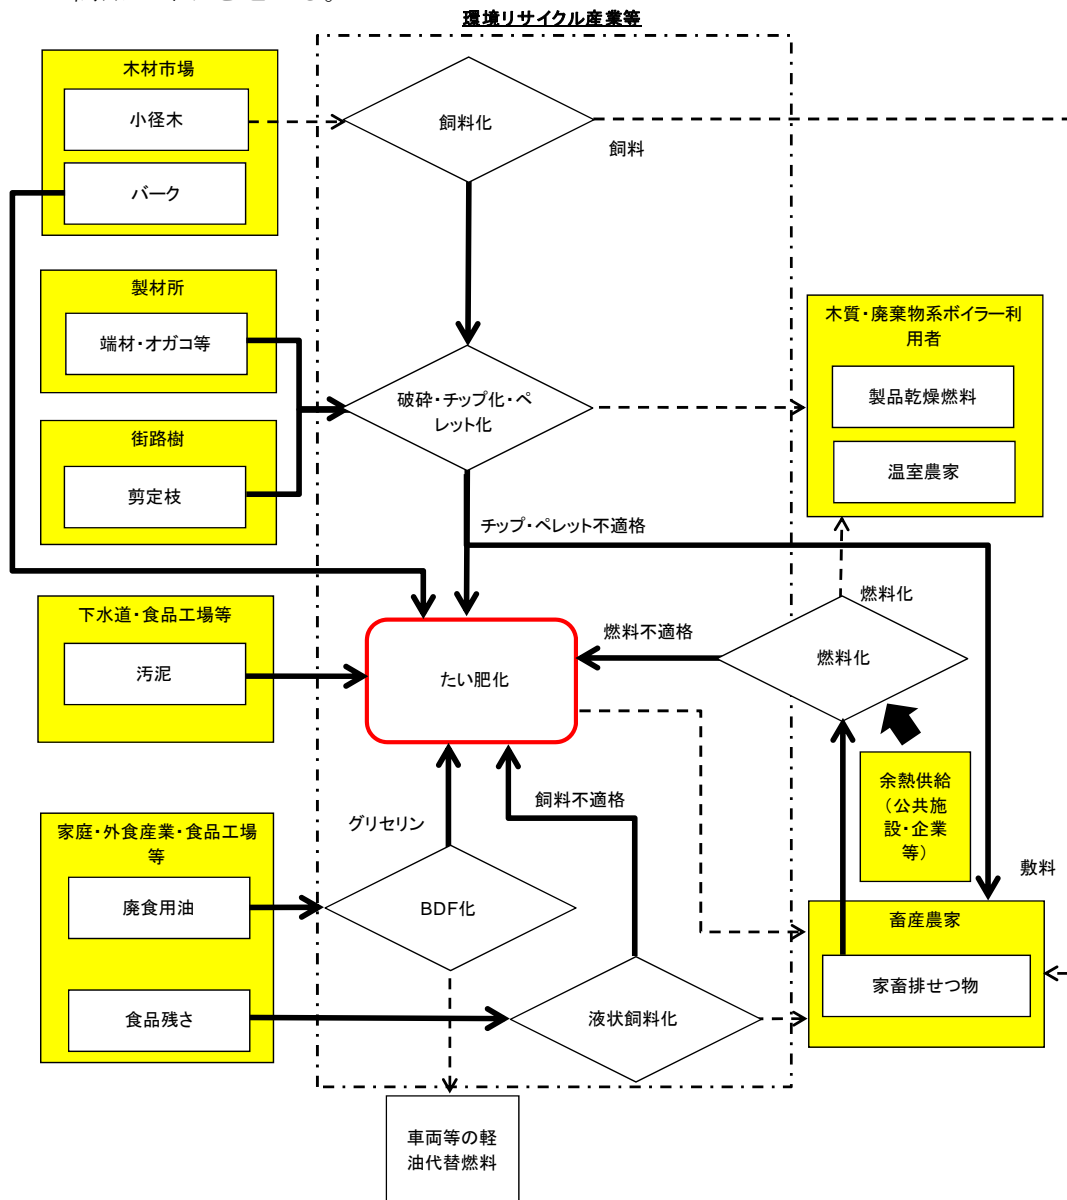 環境リサイクル産業等
木材市場
小径木
バーク
飼料化
飼料
製材所
端材・オガコ等
街路樹
剪定枝
破砕・チップ化・ペ
レット化
木質・廃棄物系ボイラー利
用者
製品乾燥燃料
温室農家
チップ・ペレット不適格
下水道・食品工場等
汚泥
たい肥化
燃料不適格
燃料化
燃料化
余熱供給
（公共施
設・企業
等）
敷料
家庭・外食産業・食品工場
等
廃食用油
食品残さ
グリセリン
飼料不適格
BDF化
液状飼料化
畜産農家
家畜排せつ物
車両等の軽
油代替燃料